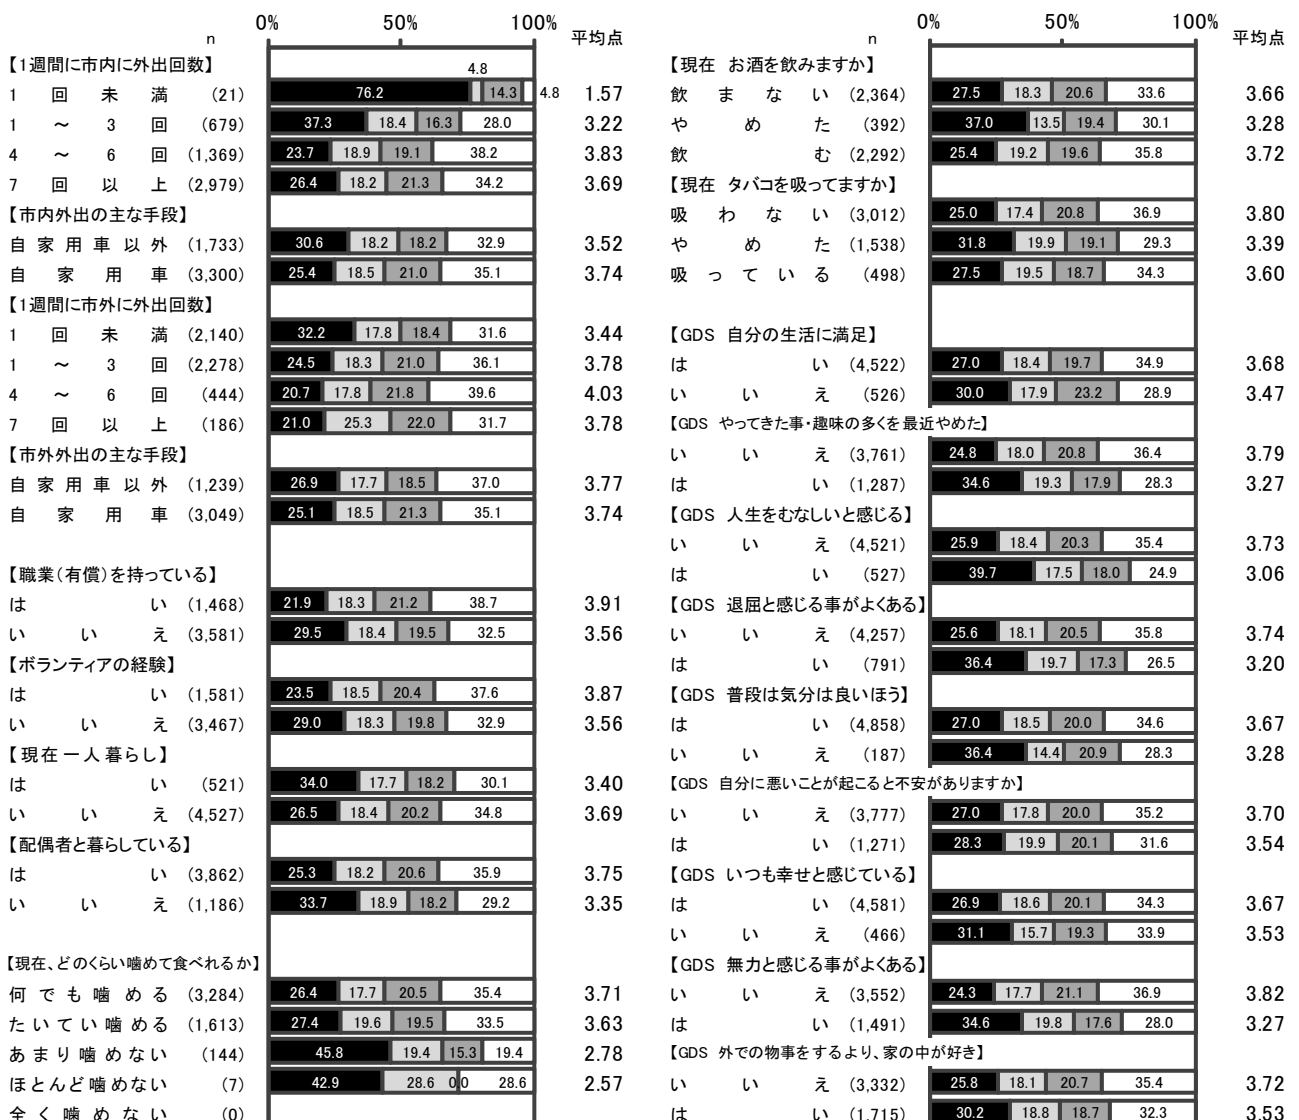 0% 50% 100%
n 平均点
【1週間に市内に外出回数】
4.8
1回未満 (21) 76.2 14.3 4.8 1.57
1～3回 (679) 37.3 18.4 16.3 28.0 3.22
4～6回 (1,369) 23.7 18.9 19.1 38.2 3.83
7回以上 (2,979) 26.4 18.2 21.3 34.2 3.69
【市内外出の主な手段】
自家用車以外 (1,733) 30.6 18.2 18.2 32.9 3.52
自家用車 (3,300) 25.4 18.5 21.0 35.1 3.74
【1週間に市外に外出回数】
1回未満 (2,140) 32.2 17.8 18.4 31.6 3.44
1～3回 (2,278) 24.5 18.3 21.0 36.1 3.78
4～6回 (444) 20.7 17.8 21.8 39.6 4.03
7回以上 (186) 21.0 25.3 22.0 31.7 3.78
【市外外出の主な手段】
自家用車以外 (1,239) 26.9 17.7 18.5 37.0 3.77
自家用車 (3,049) 25.1 18.5 21.3 35.1 3.74
【職業(有償)を持っている】
はい (1,468) 21.9 18.3 21.2 38.7 3.91
いいえ (3,581) 29.5 18.4 19.5 32.5 3.56
【ボランティアの経験】
はい (1,581) 23.5 18.5 20.4 37.6 3.87
いいえ (3,467) 29.0 18.3 19.8 32.9 3.56
【現在一人暮らし】
はい (521) 34.0 17.7 18.2 30.1 3.40
いいえ (4,527) 26.5 18.4 20.2 34.8 3.69
【配偶者と暮らしている】
はい (3,862) 25.3 18.2 20.6 35.9 3.75
いいえ (1,186) 33.7 18.9 18.2 29.2 3.35
【現在、どのくらい噛めて食べれるか】
何でも噛める (3,284) 26.4 17.7 20.5 35.4 3.71
たいてい噛める (1,613) 27.4 19.6 19.5 33.5 3.63
あまり噛めない (144) 45.8 19.4 15.3 19.4 2.78
ほとんど噛めない (7) 42.9 28.6 0.0 28.6 2.57
全く噛めない (0)
0% 50% 100%
n 平均点
【現在 お酒を飲みますか】
飲まない (2,364) 27.5 18.3 20.6 33.6 3.66
やめた (392) 37.0 13.5 19.4 30.1 3.28
飲む (2,292) 25.4 19.2 19.6 35.8 3.72
【現在 タバコを吸ってますか】
吸わない (3,012) 25.0 17.4 20.8 36.9 3.80
やめた (1,538) 31.8 19.9 19.1 29.3 3.39
吸っている (498) 27.5 19.5 18.7 34.3 3.60
【GDS 自分の生活に満足】
はい (4,522) 27.0 18.4 19.7 34.9 3.68
いいえ (526) 30.0 17.9 23.2 28.9 3.47
【GDS やってきた事・趣味の多くを最近やめた】
いいえ (3,761) 24.8 18.0 20.8 36.4 3.79
はい (1,287) 34.6 19.3 17.9 28.3 3.27
【GDS 人生をむなしいと感じる】
いいえ (4,521) 25.9 18.4 20.3 35.4 3.73
はい (527) 39.7 17.5 18.0 24.9 3.06
【GDS 退屈と感じる事がよくある】
いいえ (4,257) 25.6 18.1 20.5 35.8 3.74
はい (791) 36.4 19.7 17.3 26.5 3.20
【GDS 普段は気分は良いほう】
はい (4,858) 27.0 18.5 20.0 34.6 3.67
いいえ (187) 36.4 14.4 20.9 28.3 3.28
【GDS 自分に悪いことが起こると不安がありますか】
いいえ (3,777) 27.0 17.8 20.0 35.2 3.70
はい (1,271) 28.3 19.9 20.1 31.6 3.54
【GDS いつも幸せと感じている】
はい (4,581) 26.9 18.6 20.1 34.3 3.67
いいえ (466) 31.1 15.7 19.3 33.9 3.53
【GDS 無力と感じる事がよくある】
いいえ (3,552) 24.3 17.7 21.1 36.9 3.82
はい (1,491) 34.6 19.8 17.6 28.0 3.27
【GDS 外での物事をするより、家の中が好き】
いいえ (3,332) 25.8 18.1 20.7 35.4 3.72
はい (1,715) 30.2 18.8 18.7 32.3 3.53